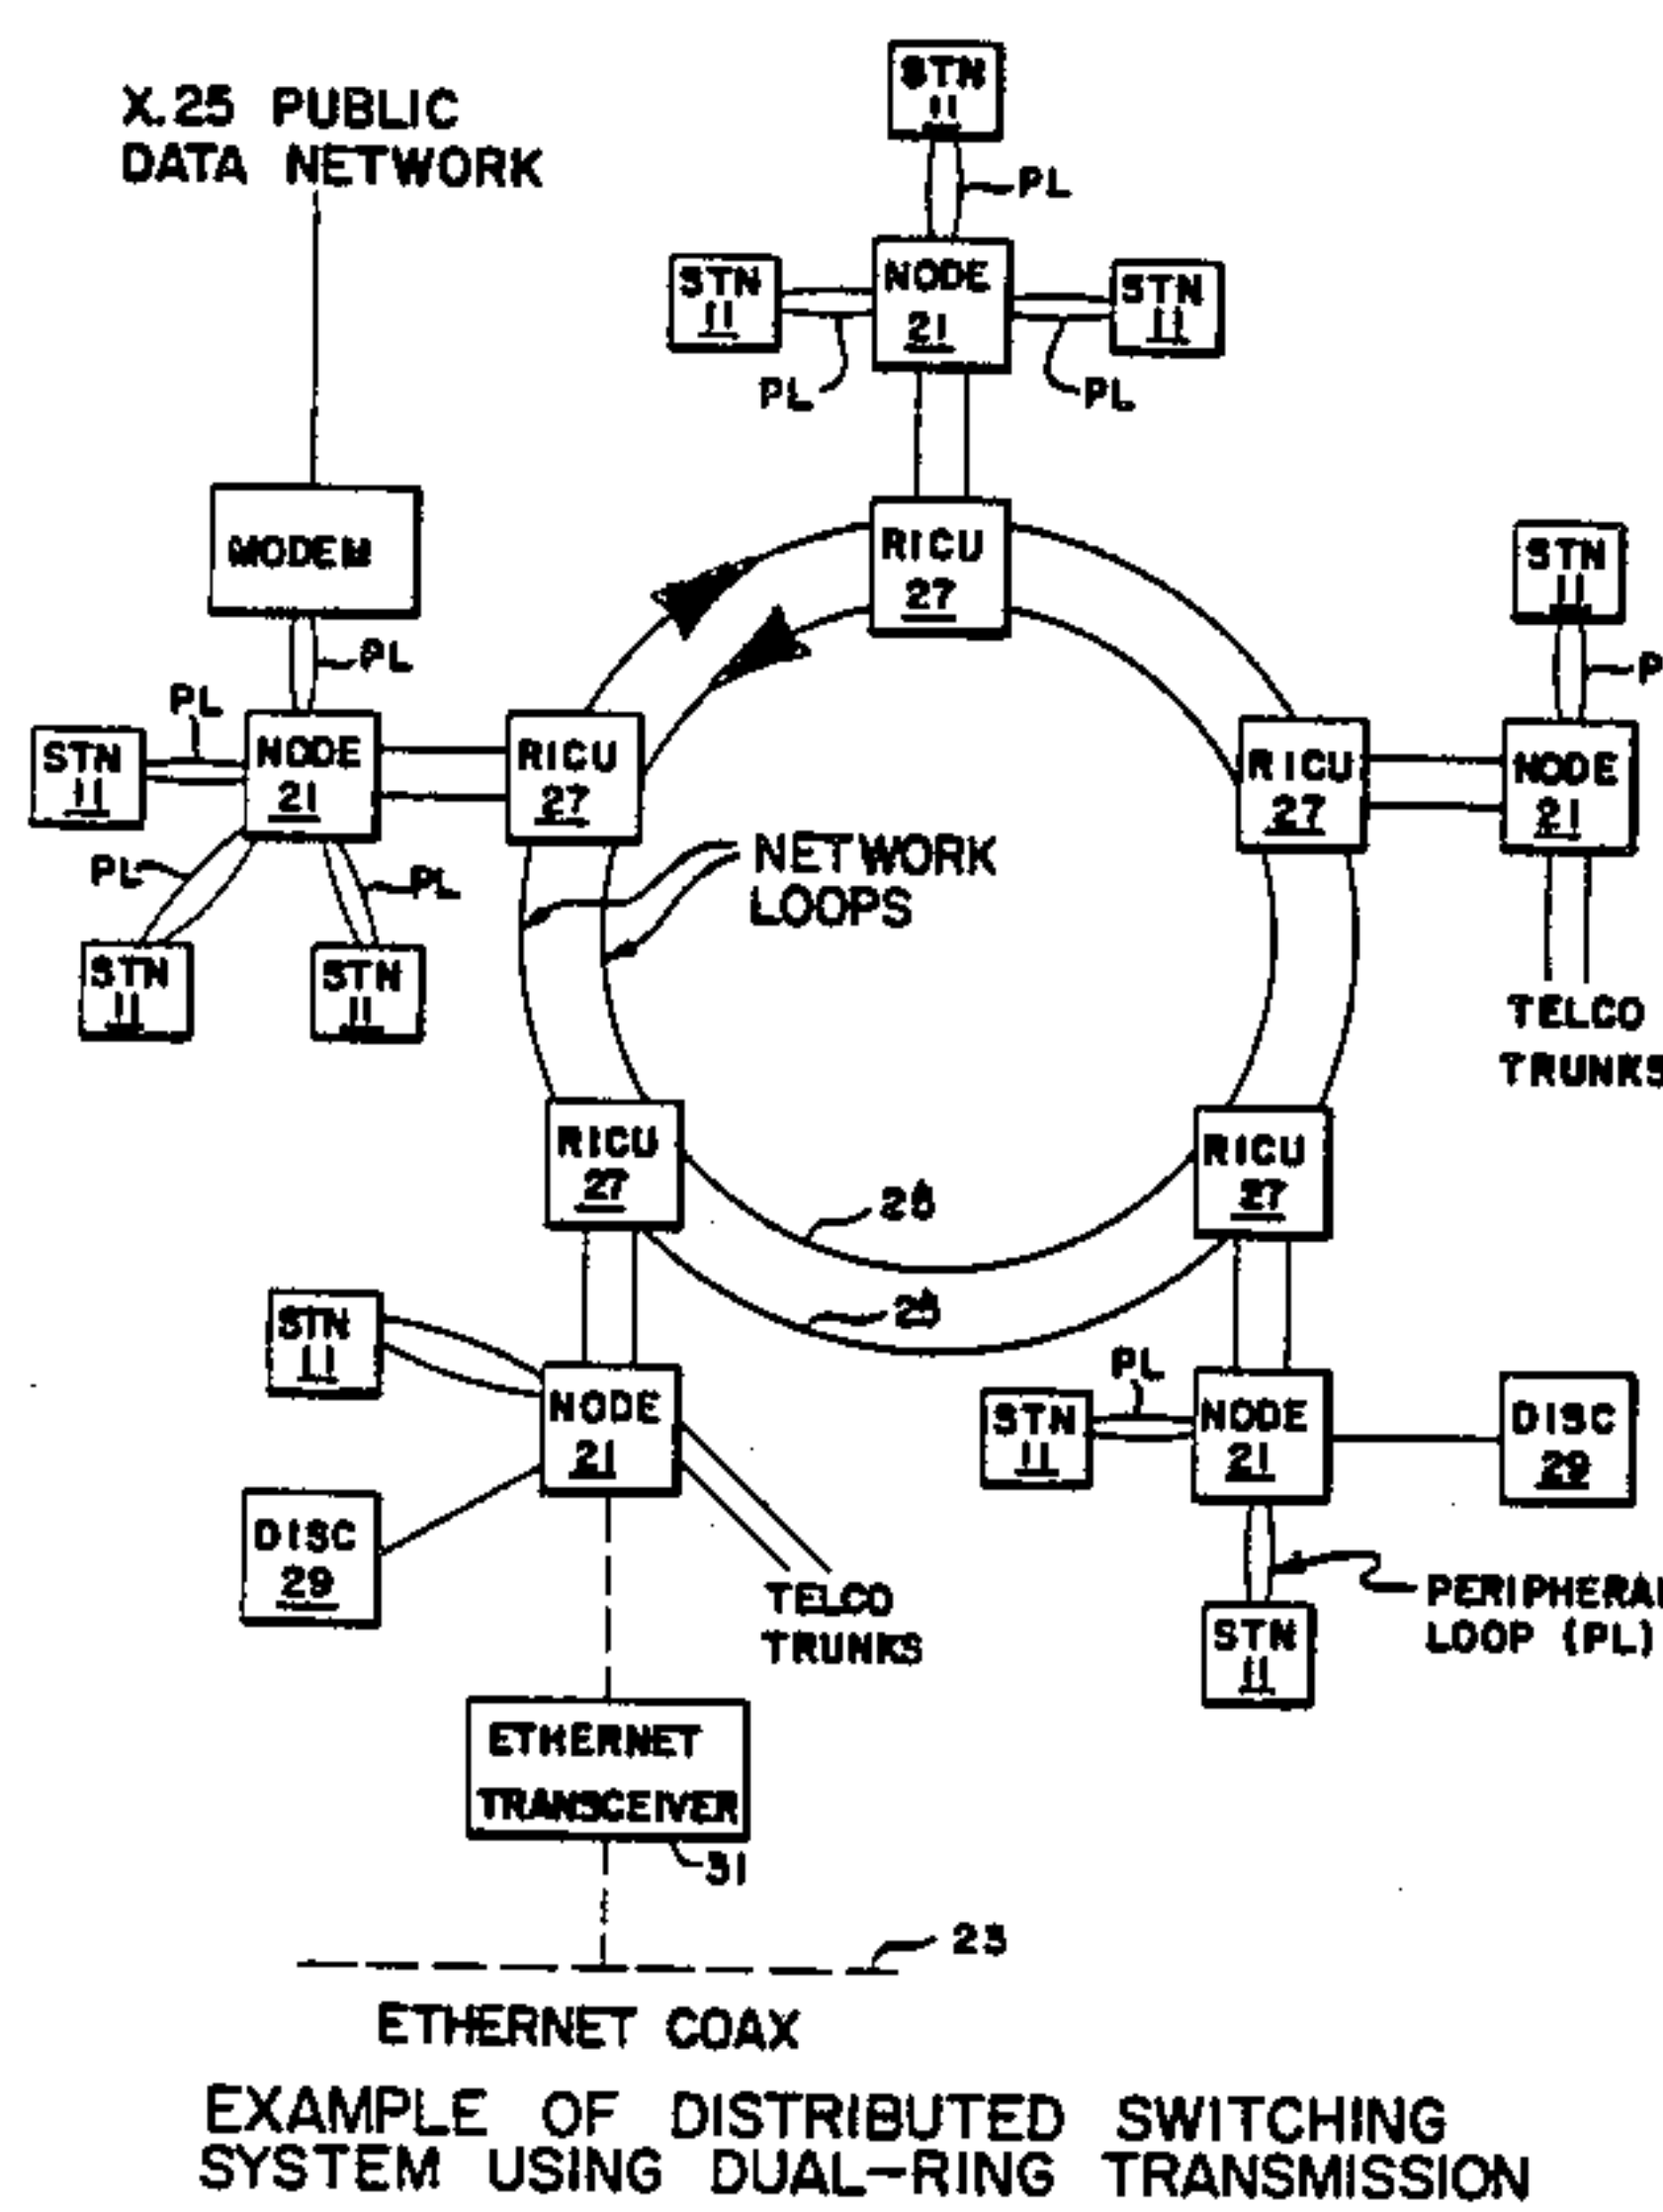 X.25 PUBLIC
DATA NETWORK
STN
11
PL
STN
11
NODE
21
STN
11
PL
PL
MODEM
RICU
27
STN
11
PL
PL
STN
11
NODE
21
RICU
27
RICU
27
NODE
21
PL
PL
STN
11
STN
11
NETWORK
LOOPS
TELCO
TRUNKS
RICU
27
RICU
27
STN
11
NODE
21
PL
STN
11
NODE
21
DISC
29
DISC
29
TELCO
TRUNKS
PERIPHERAL
LOOP (PL)
STN
11
ETHERNET
TRANSCEIVER
31
23
ETHERNET COAX
EXAMPLE OF DISTRIBUTED SWITCHING
SYSTEM USING DUAL-RING TRANSMISSION